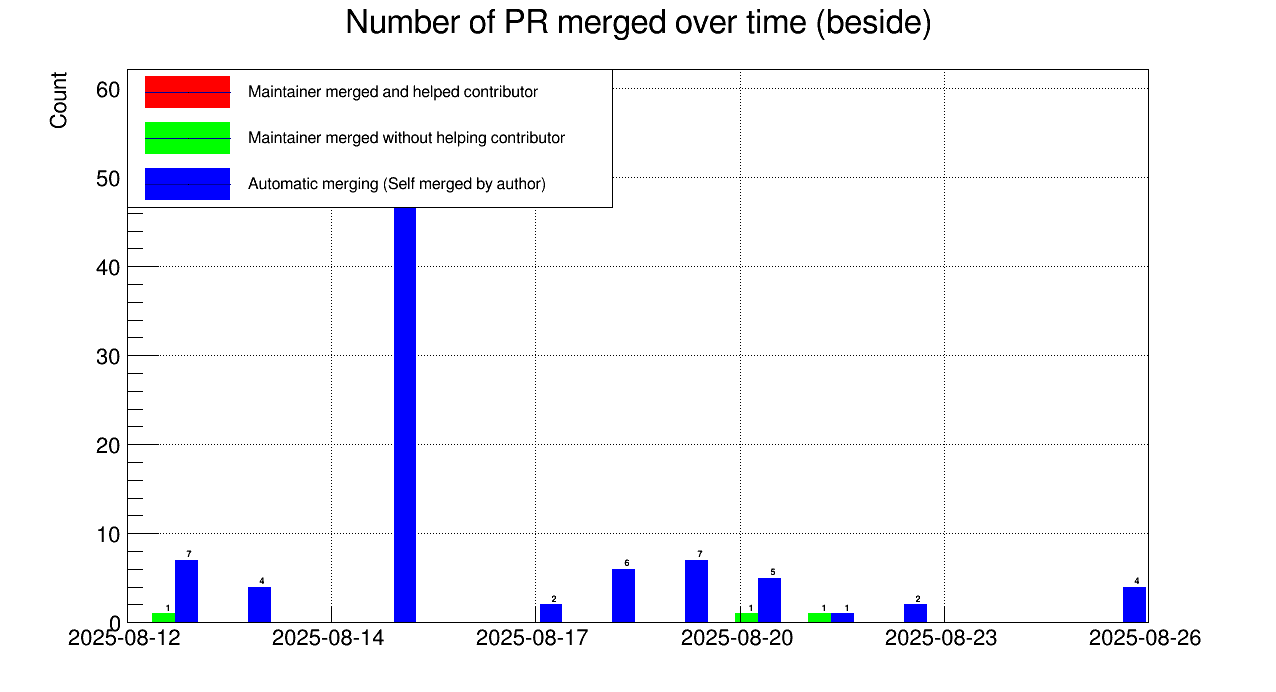 Number of PR merged over time (beside)
Count
60
50
40
30
20
10
0
Maintainer merged and helped contributor
Maintainer merged without helping contributor
Automatic merging (Self merged by author)
1 7 4 2 6 7 1 5 1 1 2 4
2025-08-12 2025-08-14 2025-08-17 2025-08-20 2025-08-23 2025-08-26